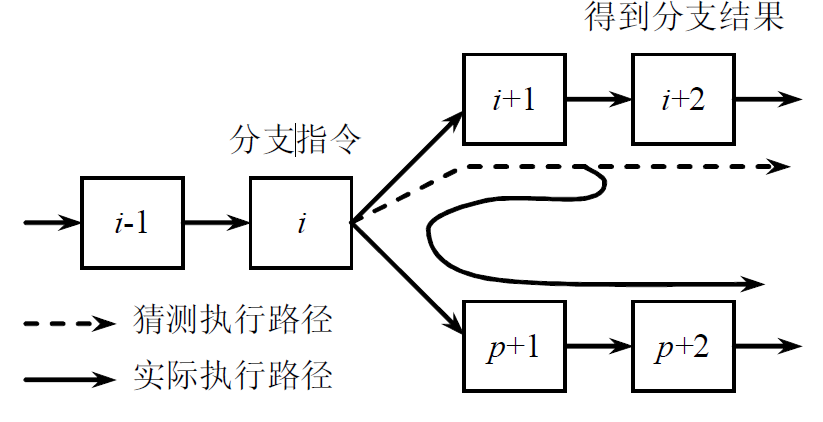 得到分支结果
i+1
i+2
分支指令
i-1
i
猜测执行路径
实际执行路径
p+1
p+2